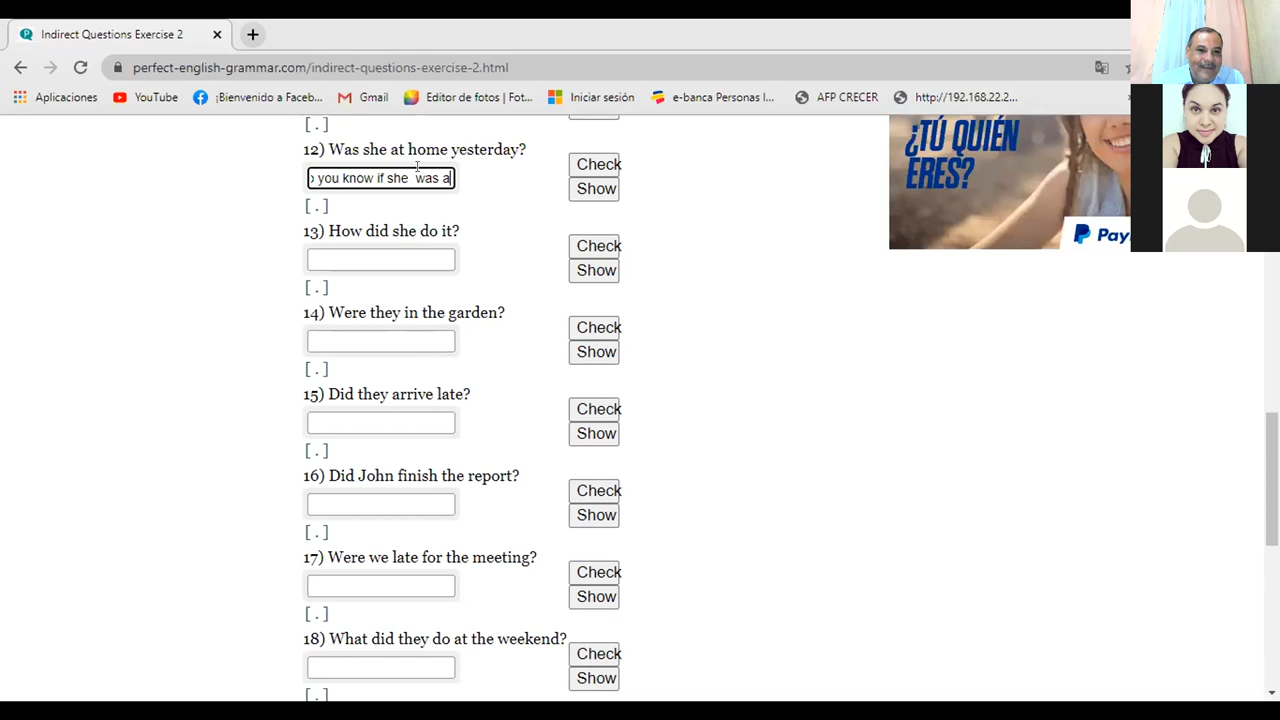 Indirect Questions Exercise 2
perfect-english-grammar.com/indirect-questions-exercise-2.html
Aplicaciones YouTube ¡Bienvenido a Faceb... Gmail Editor de fotos | Fot... Iniciar sesión e-banca Personas I... AFP CRECER http://192.168.22.2...
[ . ]
12) Was she at home yesterday?
you know if she was a
Check
Show
[ . ]
13) How did she do it?
Check
Show
[ . ]
14) Were they in the garden?
Check
Show
[ . ]
15) Did they arrive late?
Check
Show
[ . ]
16) Did John finish the report?
Check
Show
[ . ]
17) Were we late for the meeting?
Check
Show
[ . ]
18) What did they do at the weekend?
Check
Show
[ . ]
¿TÚ QUIÉN
ERES?